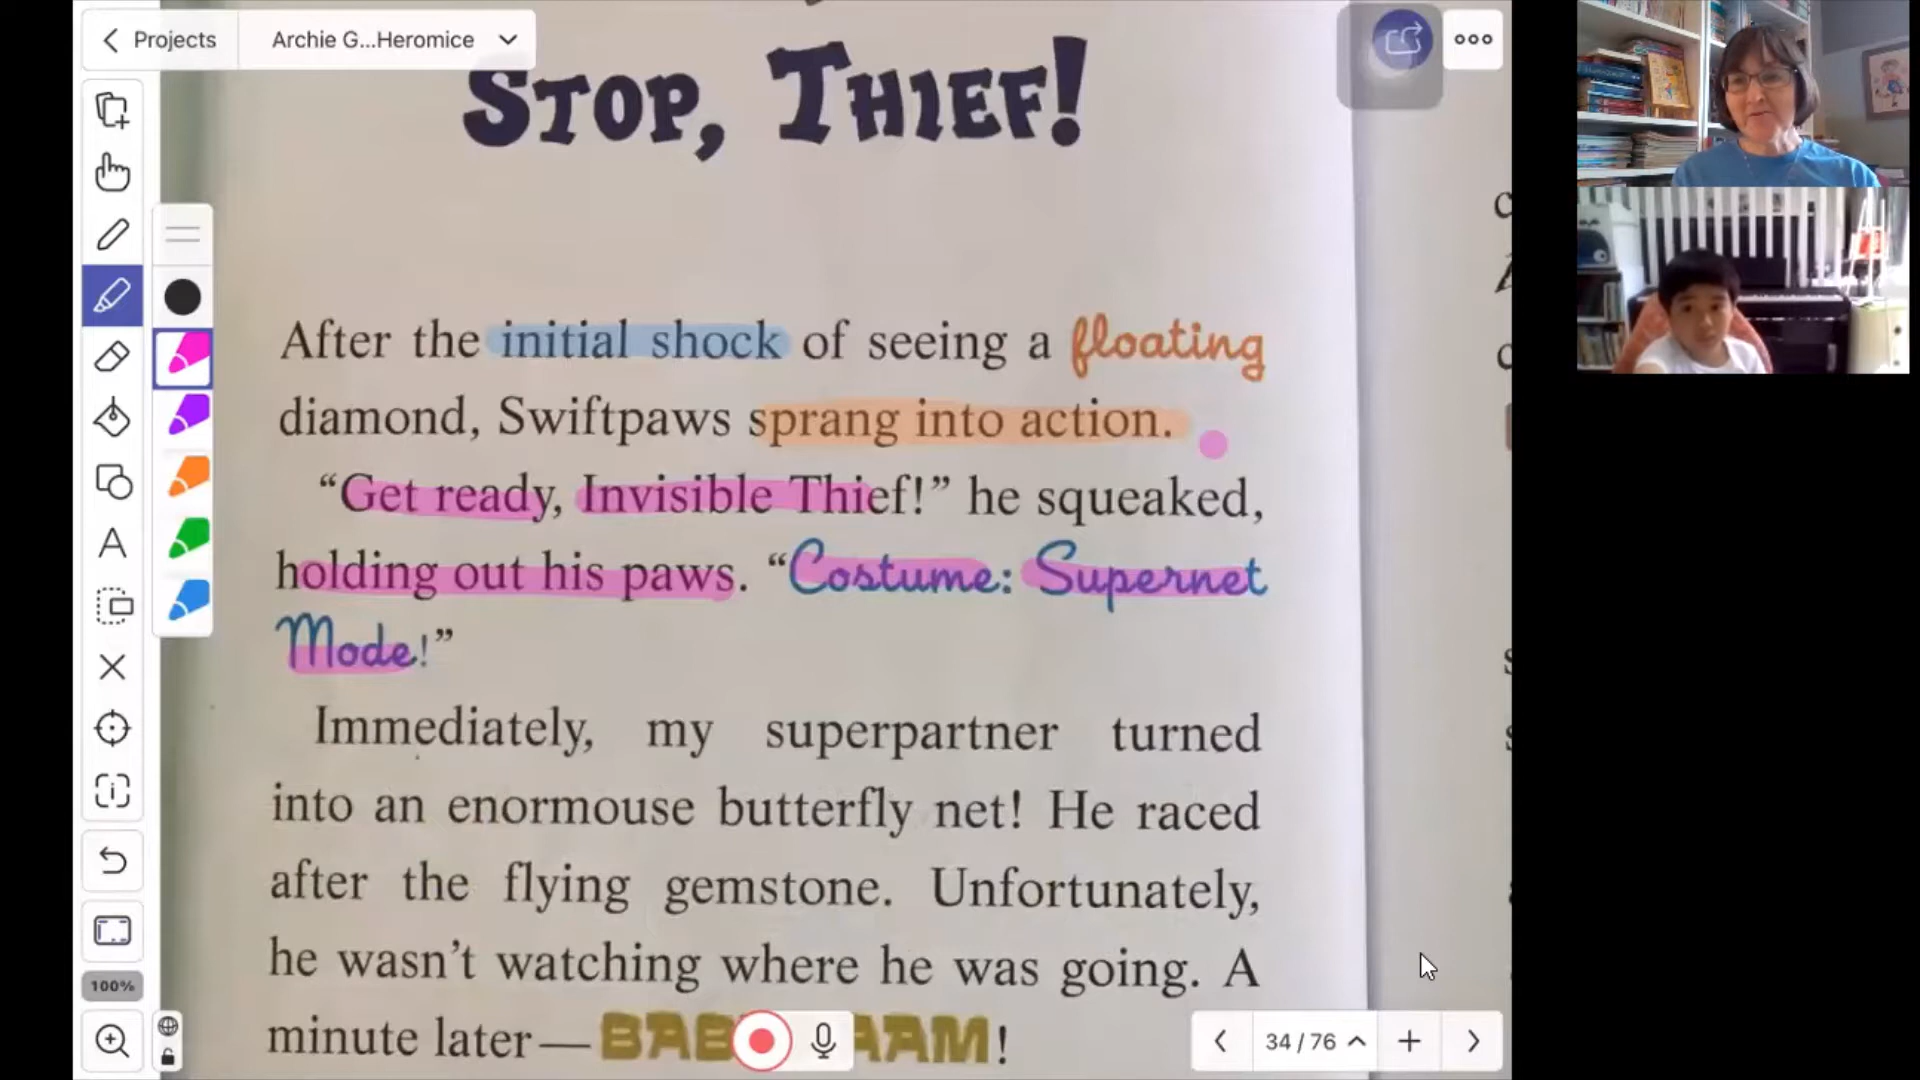 Projects
Archie G...Heromice
STOP, THIEF!
After the initial shock of seeing a floating
diamond, Swiftpaws sprang into action.
“Get ready, Invisible Thief!” he squeaked,
holding out his paws. “Costume: Supernet
Mode!”
Immediately, my superpartner turned
into an enormouse butterfly net! He raced
after the flying gemstone. Unfortunately,
he wasn’t watching where he was going. A
minute later—BAB AAM!
100%
34 / 76